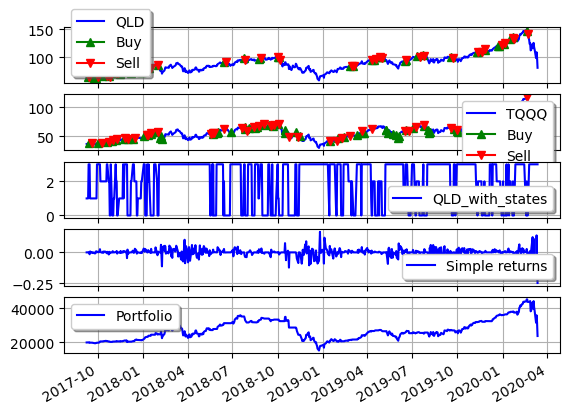 150
100
QLD
Buy
Sell
100
50
TQQQ
Buy
Sell
2
0
QLD_with_states
0.00
−0.25
Simple returns
40000
20000
Portfolio
2017-10
2018-01
2018-04
2018-07
2018-10
2019-01
2019-04
2019-07
2019-10
2020-01
2020-04